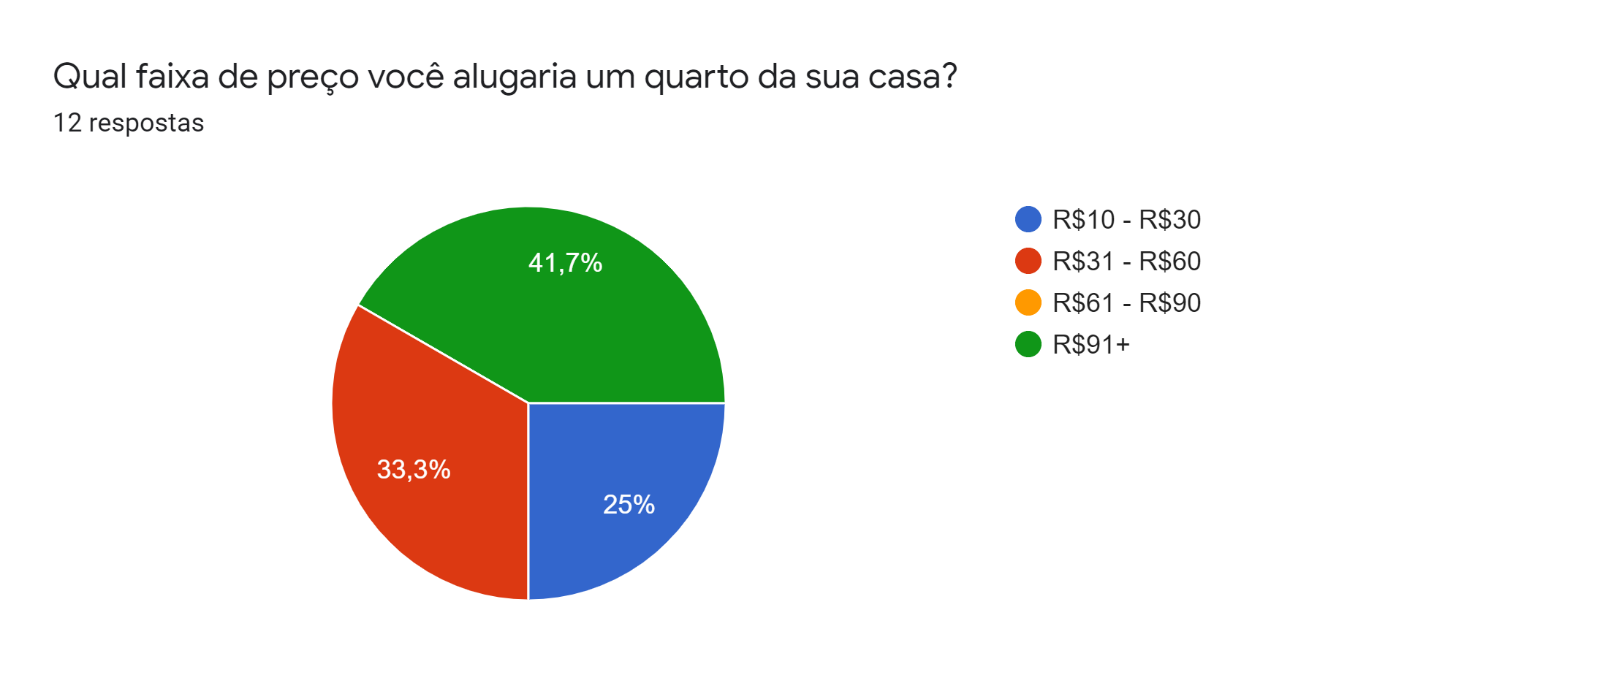 Qual faixa de preço você alugaria um quarto da sua casa?
12 respostas
41,7%
33,3%
25%
R$10 - R$30
R$31 - R$60
R$61 - R$90
R$91+